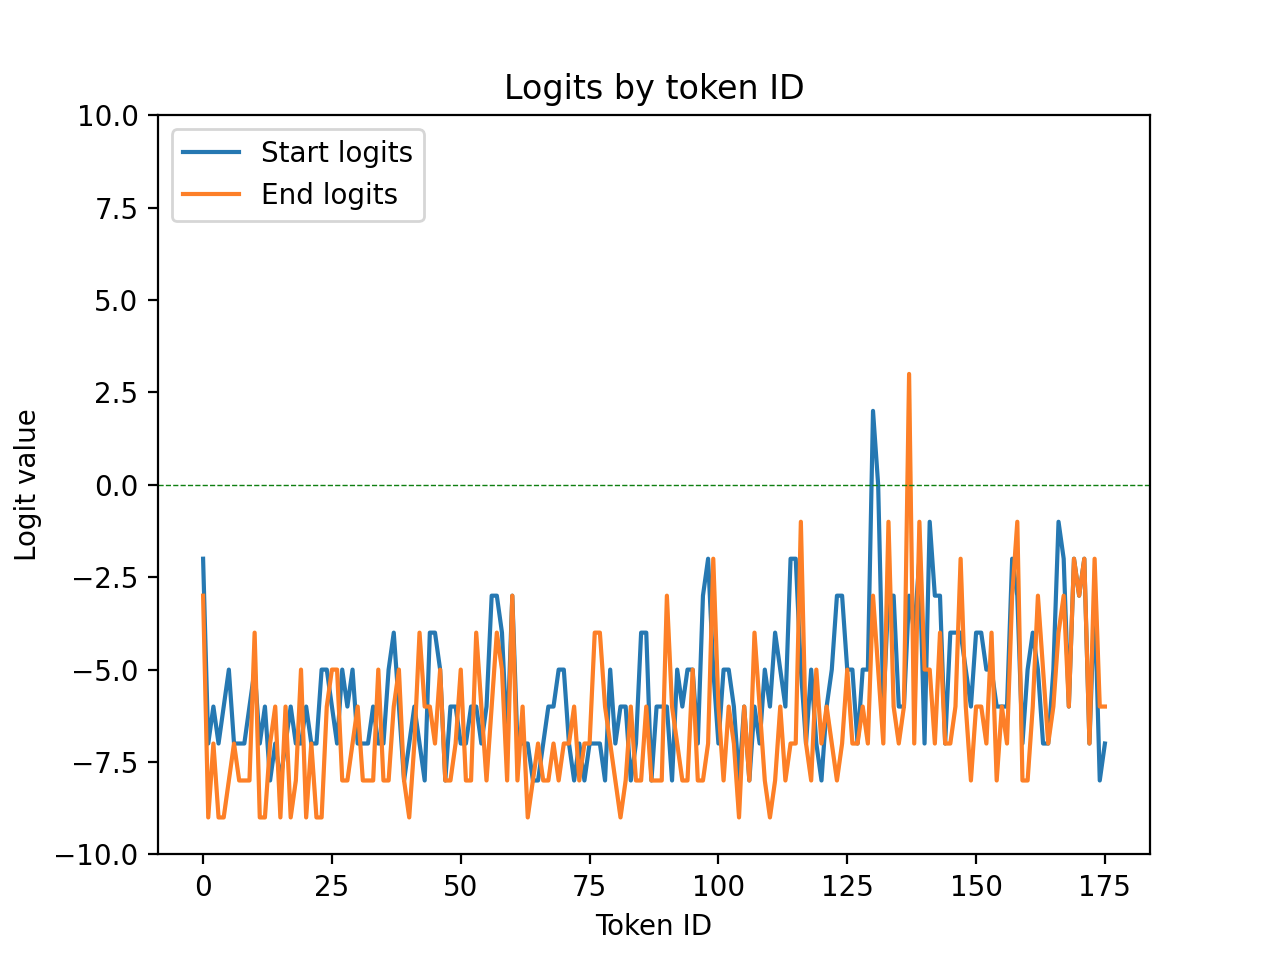 Logits by token ID
10.0
7.5
5.0
2.5
0.0
−2.5
−5.0
−7.5
−10.0
Logit value
Start logits
End logits
0 25 50 75 100 125 150 175
Token ID